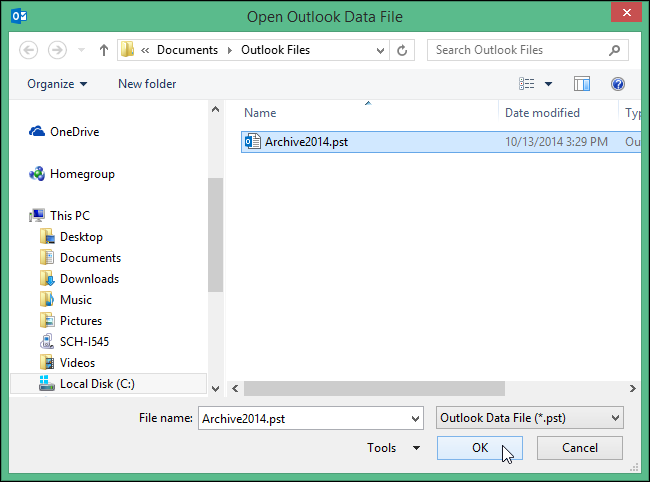 Open Outlook Data File
« Documents Outlook Files
Search Outlook Files
Organize
New folder
Name
Date modified
Ty
Archive2014.pst
10/13/2014 3:29 PM
Ou
OneDrive
Homegroup
This PC
Desktop
Documents
Downloads
Music
Pictures
SCH-I545
Videos
Local Disk (C:)
File name:
Archive2014.pst
Outlook Data File (*.pst)
Tools
OK
Cancel